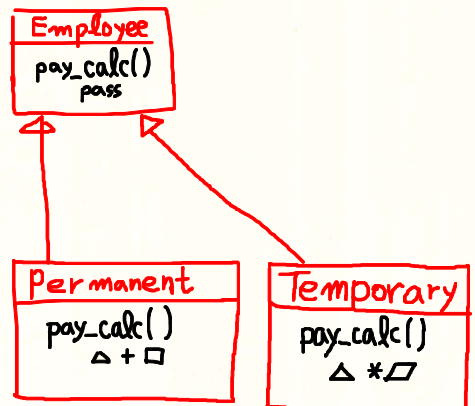 Employee
pay_calc()
pass
Permanent
pay_calc()
△ + □
Temporary
pay_calc()
△ * ▱